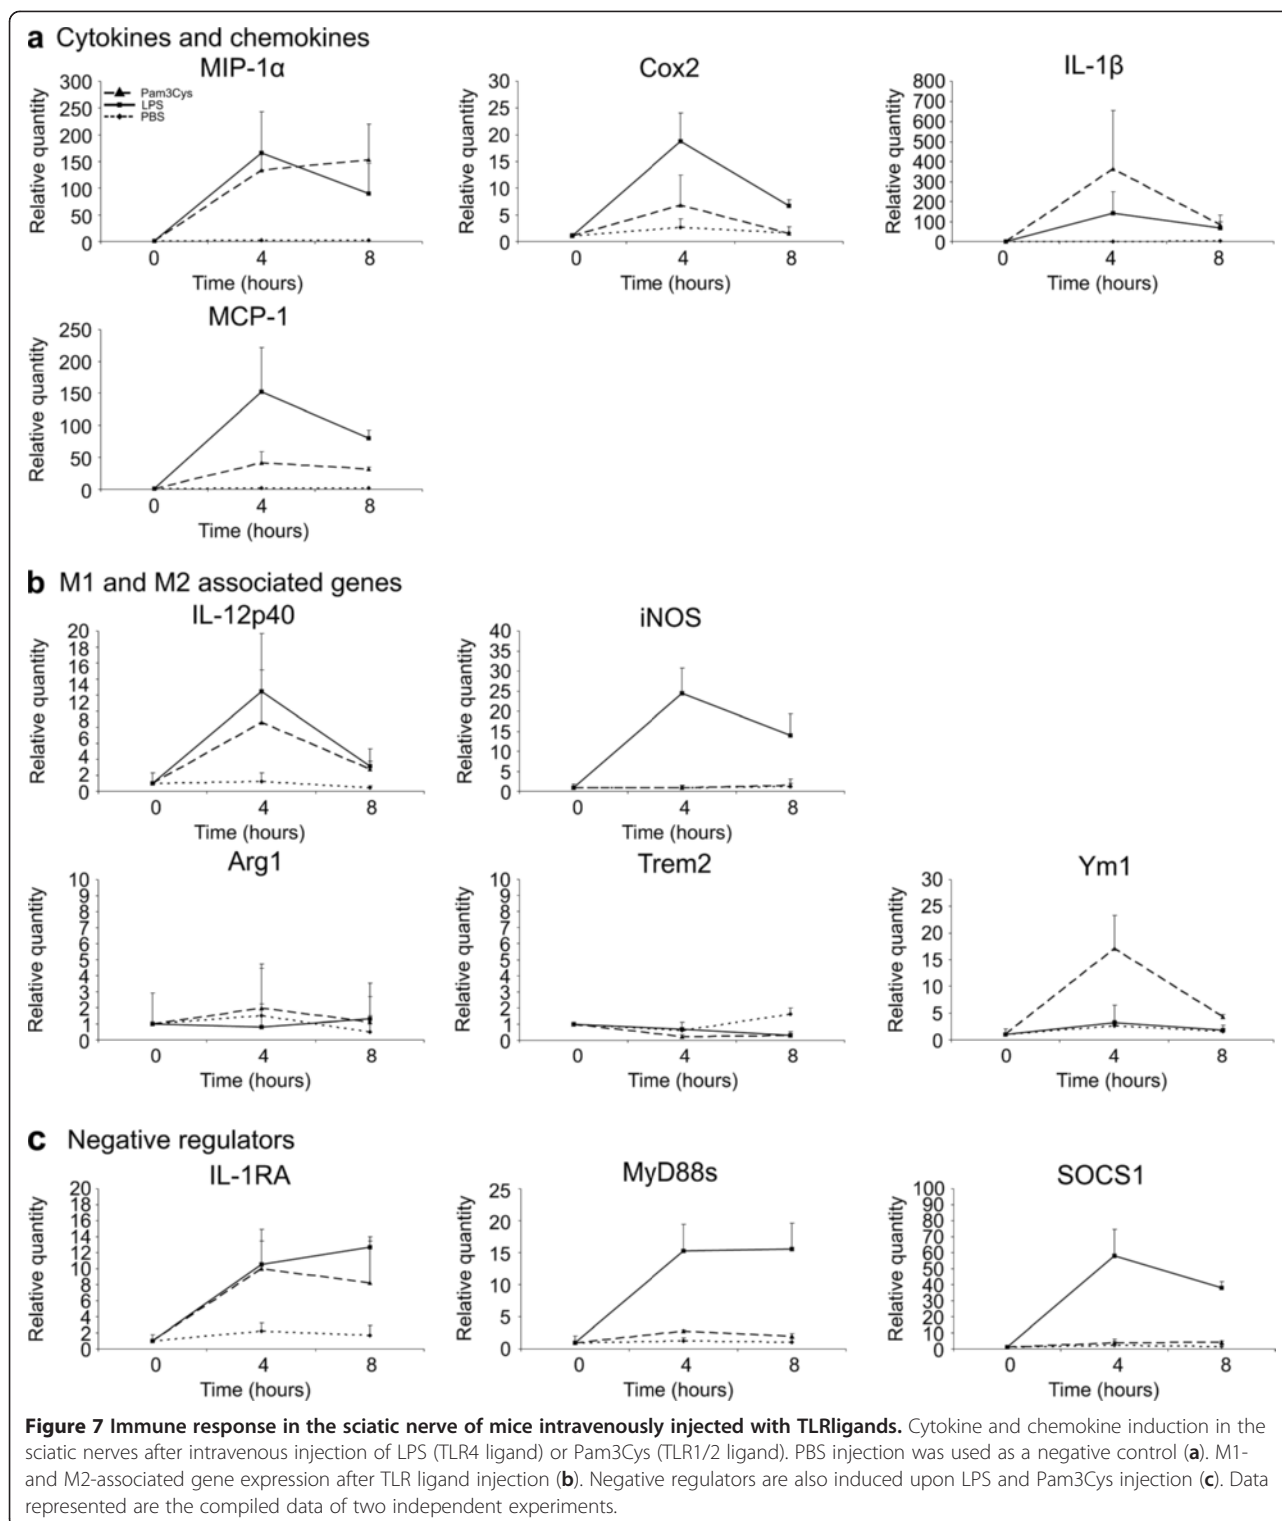 a Cytokines and chemokines
MIP-1α
Relative quantity
300
250
200
150
100
50
0
Pam3Cys
LPS
PBS
0 4 8
Time (hours)
Cox2
Relative quantity
30
25
20
15
10
5
0
0 4 8
Time (hours)
IL-1β
Relative quantity
800
700
600
500
400
300
200
100
0
0 4 8
Time (hours)
MCP-1
Relative quantity
250
200
150
100
50
0
0 4 8
Time (hours)
b M1 and M2 associated genes
IL-12p40
Relative quantity
20
18
16
14
12
10
8
6
4
2
0
0 4 8
Time (hours)
iNOS
Relative quantity
40
35
30
25
20
15
10
5
0
0 4 8
Time (hours)
Arg1
Relative quantity
10
9
8
7
6
5
4
3
2
1
0
0 4 8
Time (hours)
Trem2
Relative quantity
10
9
8
7
6
5
4
3
2
1
0
0 4 8
Time (hours)
Ym1
Relative quantity
30
25
20
15
10
5
0
0 4 8
Time (hours)
c Negative regulators
IL-1RA
Relative quantity
20
18
16
14
12
10
8
6
4
2
0
0 4 8
Time (hours)
MyD88s
Relative quantity
25
20
15
10
5
0
0 4 8
Time (hours)
SOCS1
Relative quantity
100
90
80
70
60
50
40
30
20
10
0
0 4 8
Time (hours)
Figure 7 Immune response in the sciatic nerve of mice intravenously injected with TLRligands. Cytokine and chemokine induction in the
sciatic nerves after intravenous injection of LPS (TLR4 ligand) or Pam3Cys (TLR1/2 ligand). PBS injection was used as a negative control (a). M1-
and M2-associated gene expression after TLR ligand injection (b). Negative regulators are also induced upon LPS and Pam3Cys injection (c). Data
represented are the compiled data of two independent experiments.